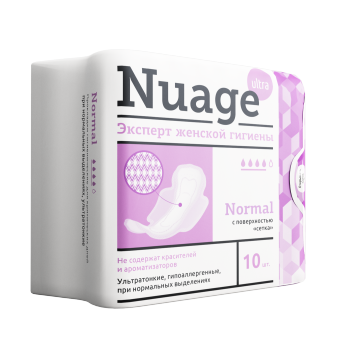 Nuage
ultra
Эксперт женской гигиены
Normal
с поверхностью
«сетка»
Не содержат красителей
и ароматизаторов
10 шт.
Ультратонкие, гипоаллергенные,
при нормальных выделениях
Normal